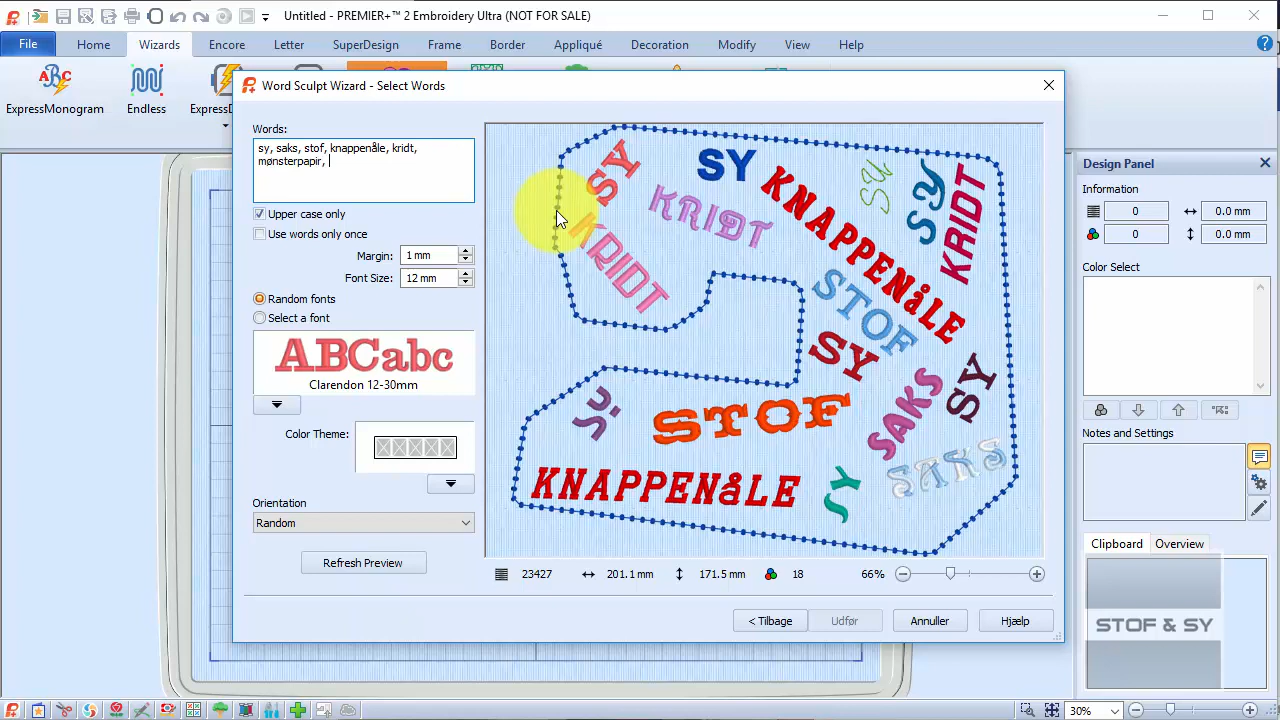 Untitled - PREMIER+™ 2 Embroidery Ultra (NOT FOR SALE)
File Home Wizards Encore Letter SuperDesign Frame Border Appliqué Decoration Modify View Help
ExpressMonogram Endless
Word Sculpt Wizard - Select Words
Words:
sy, saks, stof, knappenåle, kridt,
mønsterpapir,
Upper case only
Use words only once
Margin: 1 mm
Font Size: 12 mm
Random fonts
Select a font
ABCabc
Clarendon 12-30mm
Color Theme:
Orientation
Random
Refresh Preview
SY
SY
SY
SY
KRIDT
KRIDT
KNAPPENåLE
KRIDT
STOF
SY
SY
SAKS
SY
STOF
SAKS
KNAPPENåLE
SY
23427 201.1 mm 171.5 mm 18 66%
< Tilbage Udfør Annuller Hjælp
Design Panel
Information
0 0.0 mm
0 0.0 mm
Color Select
Notes and Settings
Clipboard Overview
STOF & SY
30%